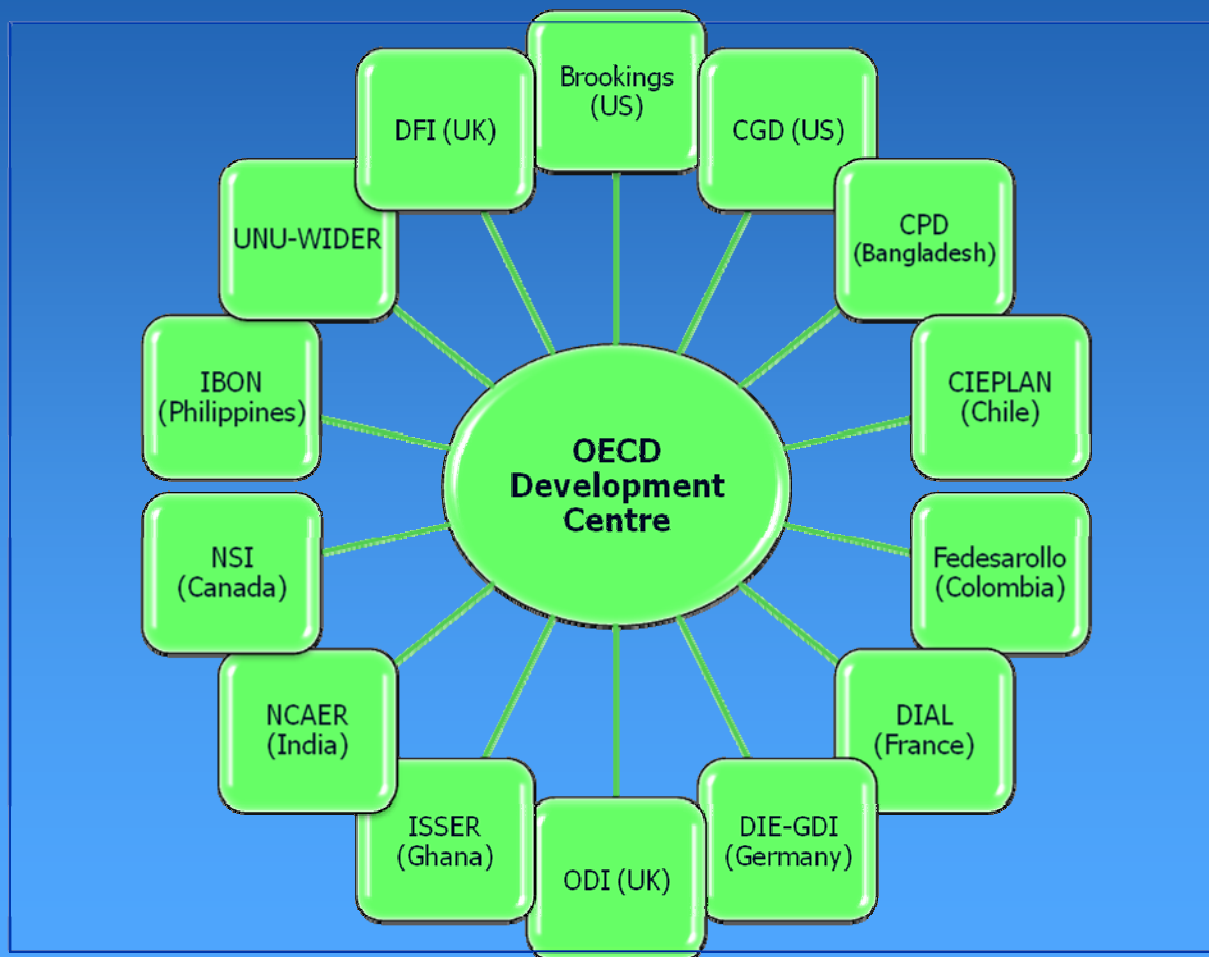 Brookings
(US)
CGD (US)
CPD
(Bangladesh)
CIEPLAN
(Chile)
Fedesarollo
(Colombia)
DIAL
(France)
DIE-GDI
(Germany)
ODI (UK)
ISSER
(Ghana)
NCAER
(India)
NSI
(Canada)
IBON
(Philippines)
UNU-WIDER
DFI (UK)
OECD
Development
Centre